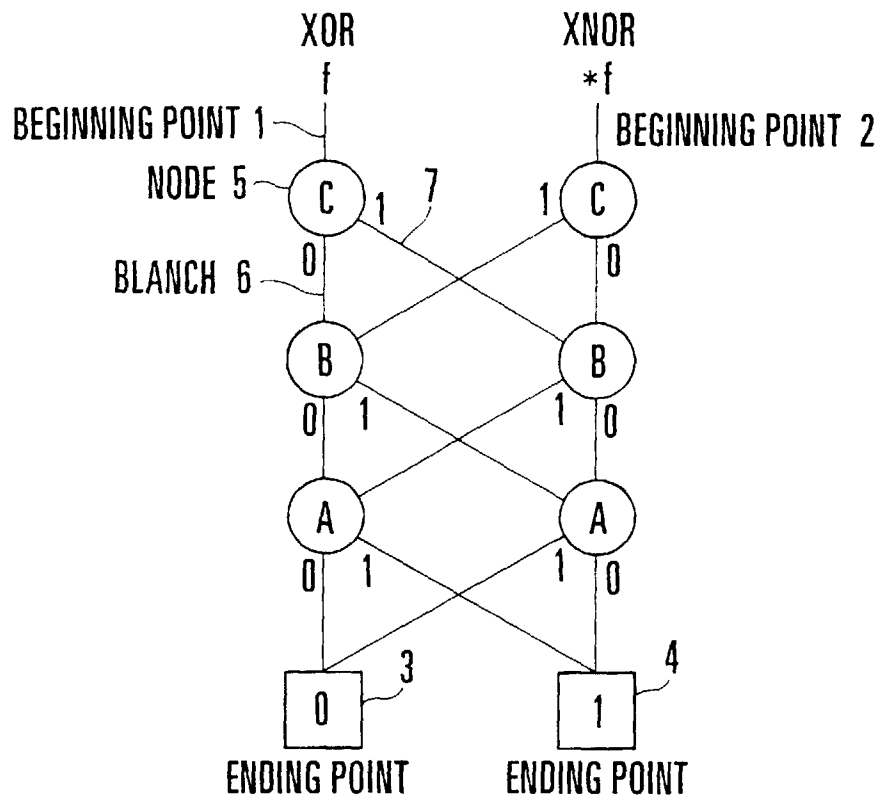 XOR XNOR
f *f
BEGINNING POINT 1 BEGINNING POINT 2
NODE 5 C 1 7 1 C
0 0
BLANCH 6
B B
0 1 1 0
A A
0 1 1 0
3 4
0 1
ENDING POINT ENDING POINT